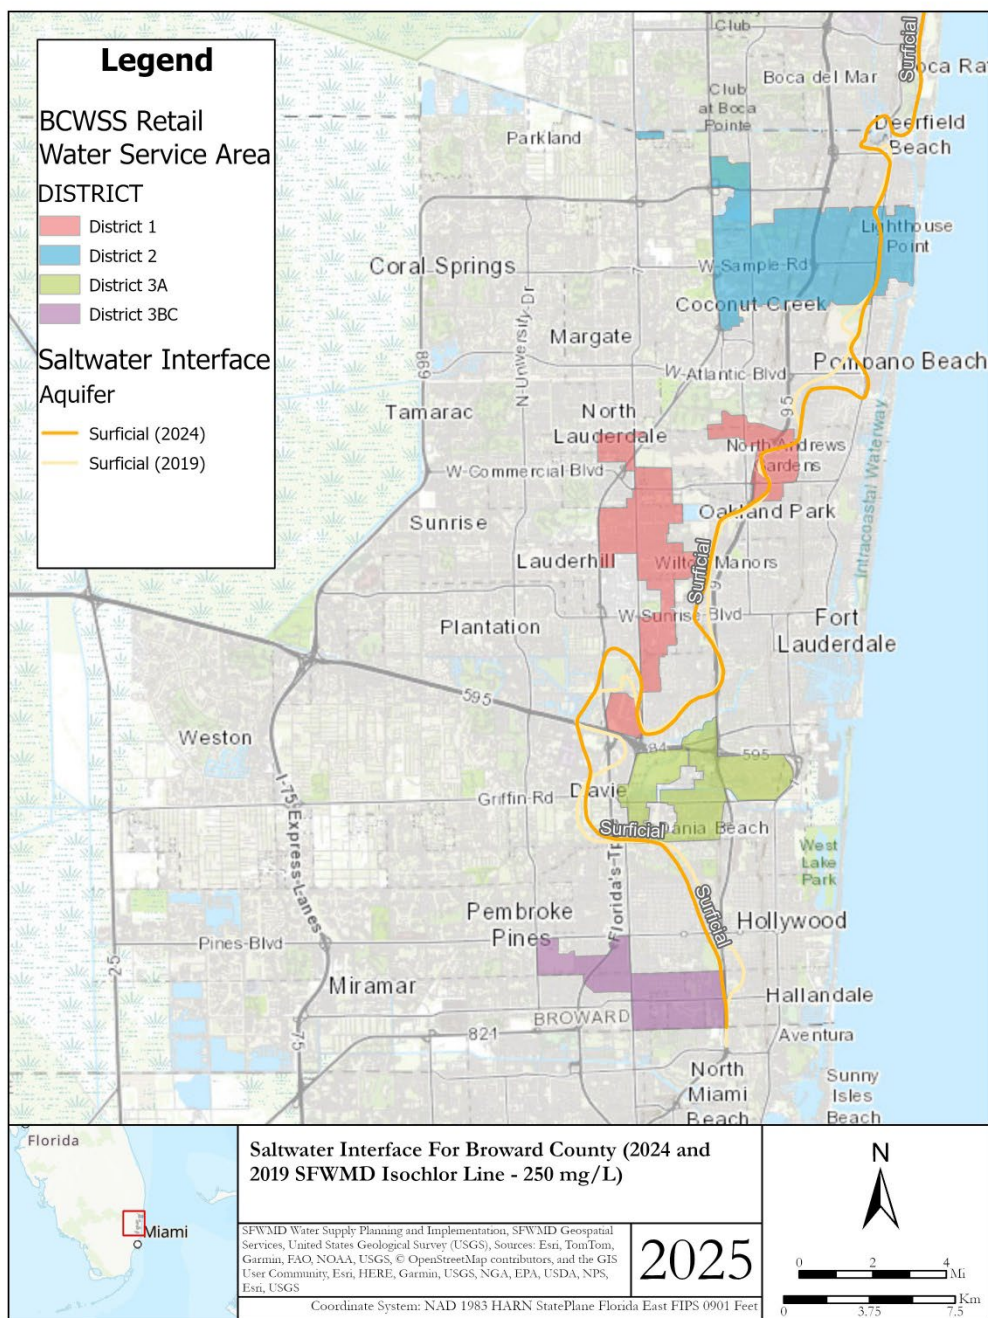 Legend
BCWSS Retail
Water Service Area
DISTRICT
District 1
District 2
District 3A
District 3BC
Saltwater Interface
Aquifer
Surficial (2024)
Surficial (2019)
Club
Surficial
Boca del Mar
Boca Rat
Club
at Boca
Pointe
Parkland
Deerfield
Beach
Lighthouse
Point
7
W-Sample-Rd
Coral Springs
Coconut-Creek
N-University-Dr
Margate
869
W-Atlantic-Blvd
Pompano Beach
95
Tamarac
North
Lauderdale
North Andrews
Gardens
W-Commercial-Blvd
Intracoastal Waterway
Sunrise
Oakland Park
Lauderhill
Surficial
Wilton Manors
9
W-Sunrise-Blvd
Plantation
Fort
Lauderdale
595
Weston
84
595
I-75-Express-Lanes
Griffin-Rd
Davie
Surficial
Dania Beach
West
Lake
Park
Florida's-T
Surficial
Pembroke
Pines
Hollywood
Pines-Blvd
25
Miramar
Hallandale
BROWARD
821
75
Aventura
North
Miami
Beach
Sunny
Isles
Beach
Florida
Miami
Saltwater Interface For Broward County (2024 and
2019 SFWMD Isochlor Line - 250 mg/L)
SFWMD Water Supply Planning and Implementation, SFWMD Geospatial
Services, United States Geological Survey (USGS), Sources: Esri, TomTom,
Garmin, FAO, NOAA, USGS, © OpenStreetMap contributors, and the GIS
User Community, Esri, HERE, Garmin, USGS, NGA, EPA, USDA, NPS,
Esri, USGS
2025
Coordinate System: NAD 1983 HARN StatePlane Florida East FIPS 0901 Feet
N
0 2 4
Mi
Km
0 3.75 7.5